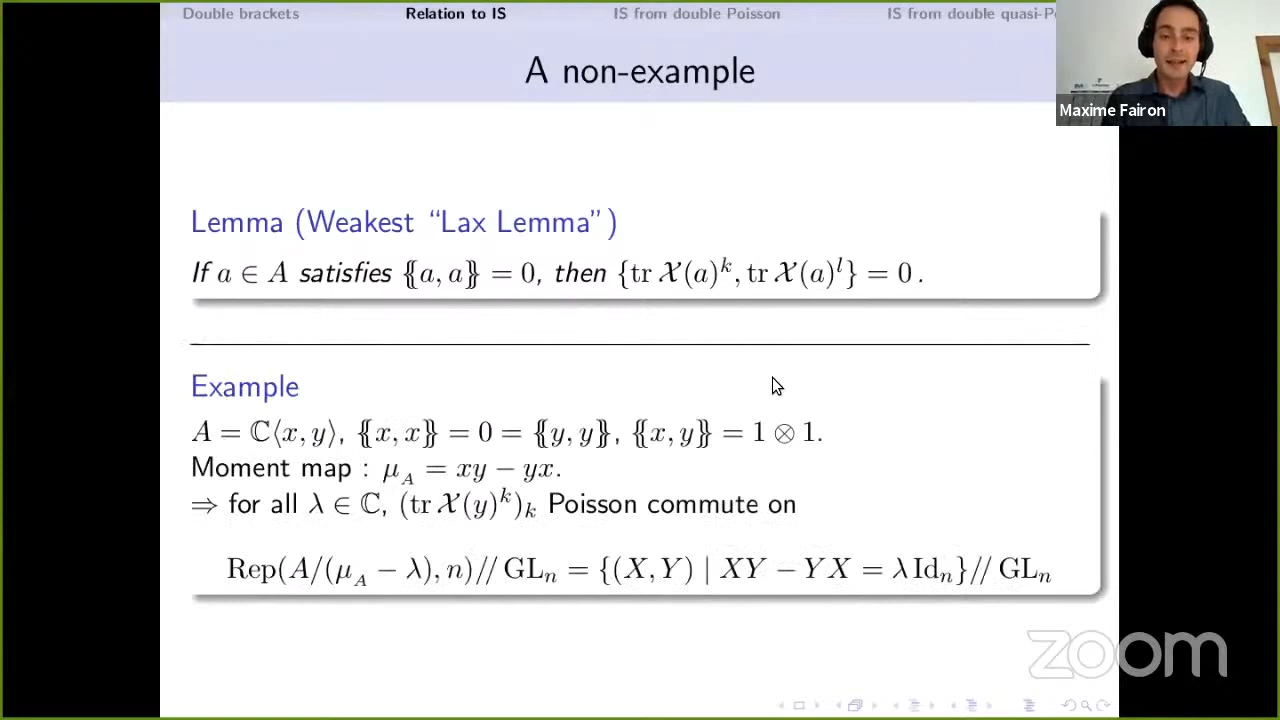 Double brackets Relation to IS IS from double Poisson IS from double quasi-P
A non-example
Maxime Fairon
Lemma (Weakest “Lax Lemma”)
If a ∈ A satisfies {{a, a}} = 0, then {tr 𝒳(a)^k, tr 𝒳(a)^l} = 0 .
Example
A = ℂ⟨x, y⟩, {{x, x}} = 0 = {{y, y}}, {{x, y}} = 1 ⊗ 1.
Moment map : μ_A = xy − yx.
⇒ for all λ ∈ ℂ, (tr 𝒳(y)^k)_k Poisson commute on
Rep(A/(μ_A − λ), n)// GL_n = {(X, Y) | XY − YX = λ Id_n}// GL_n
zoom